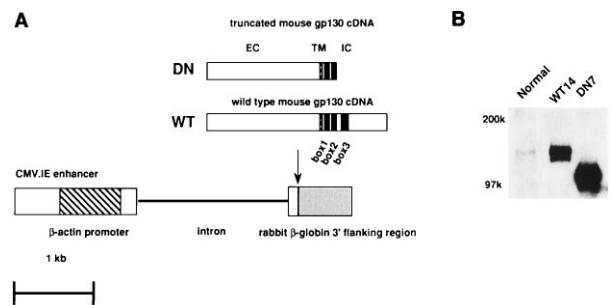 A
truncated mouse gp130 cDNA
EC TM IC
DN
wild type mouse gp130 cDNA
WT
box1
box2
box3
CMV.IE enhancer
β-actin promoter
intron
rabbit β-globin 3' flanking region
1 kb
B
Normal
WT14
DN7
200k
97k